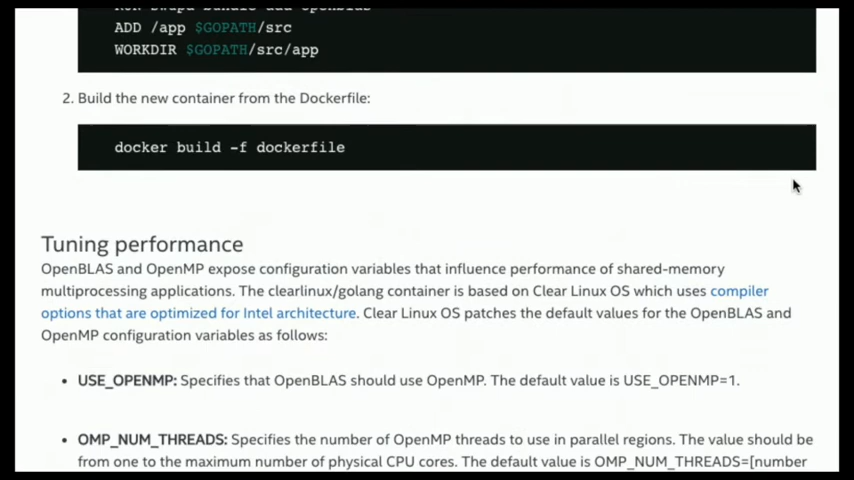 ADD /app $GOPATH/src
WORKDIR $GOPATH/src/app
2. Build the new container from the Dockerfile:
docker build -f dockerfile
Tuning performance
OpenBLAS and OpenMP expose configuration variables that influence performance of shared-memory
multiprocessing applications. The clearlinux/golang container is based on Clear Linux OS which uses compiler
options that are optimized for Intel architecture. Clear Linux OS patches the default values for the OpenBLAS and
OpenMP configuration variables as follows:
• USE_OPENMP: Specifies that OpenBLAS should use OpenMP. The default value is USE_OPENMP=1.
• OMP_NUM_THREADS: Specifies the number of OpenMP threads to use in parallel regions. The value should be
from one to the maximum number of physical CPU cores. The default value is OMP_NUM_THREADS=[number